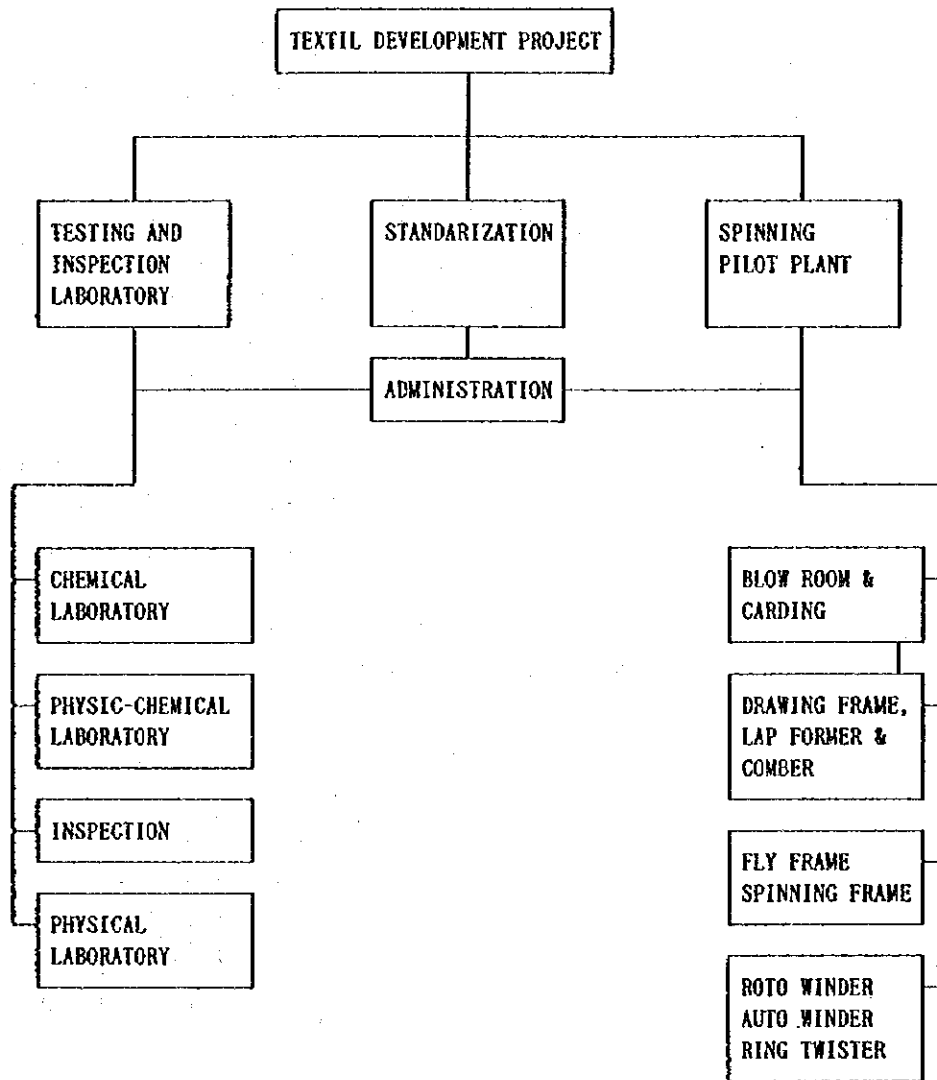 TEXTIL DEVELOPMENT PROJECT
TESTING AND
INSPECTION
LABORATORY
STANDARIZATION
SPINNING
PILOT PLANT
ADMINISTRATION
CHEMICAL
LABORATORY
PHYSIC-CHEMICAL
LABORATORY
INSPECTION
PHYSICAL
LABORATORY
BLOW ROOM &
CARDING
DRAWING FRAME,
LAP FORMER &
COMBER
FLY FRAME
SPINNING FRAME
ROTO WINDER
AUTO WINDER
RING TWISTER